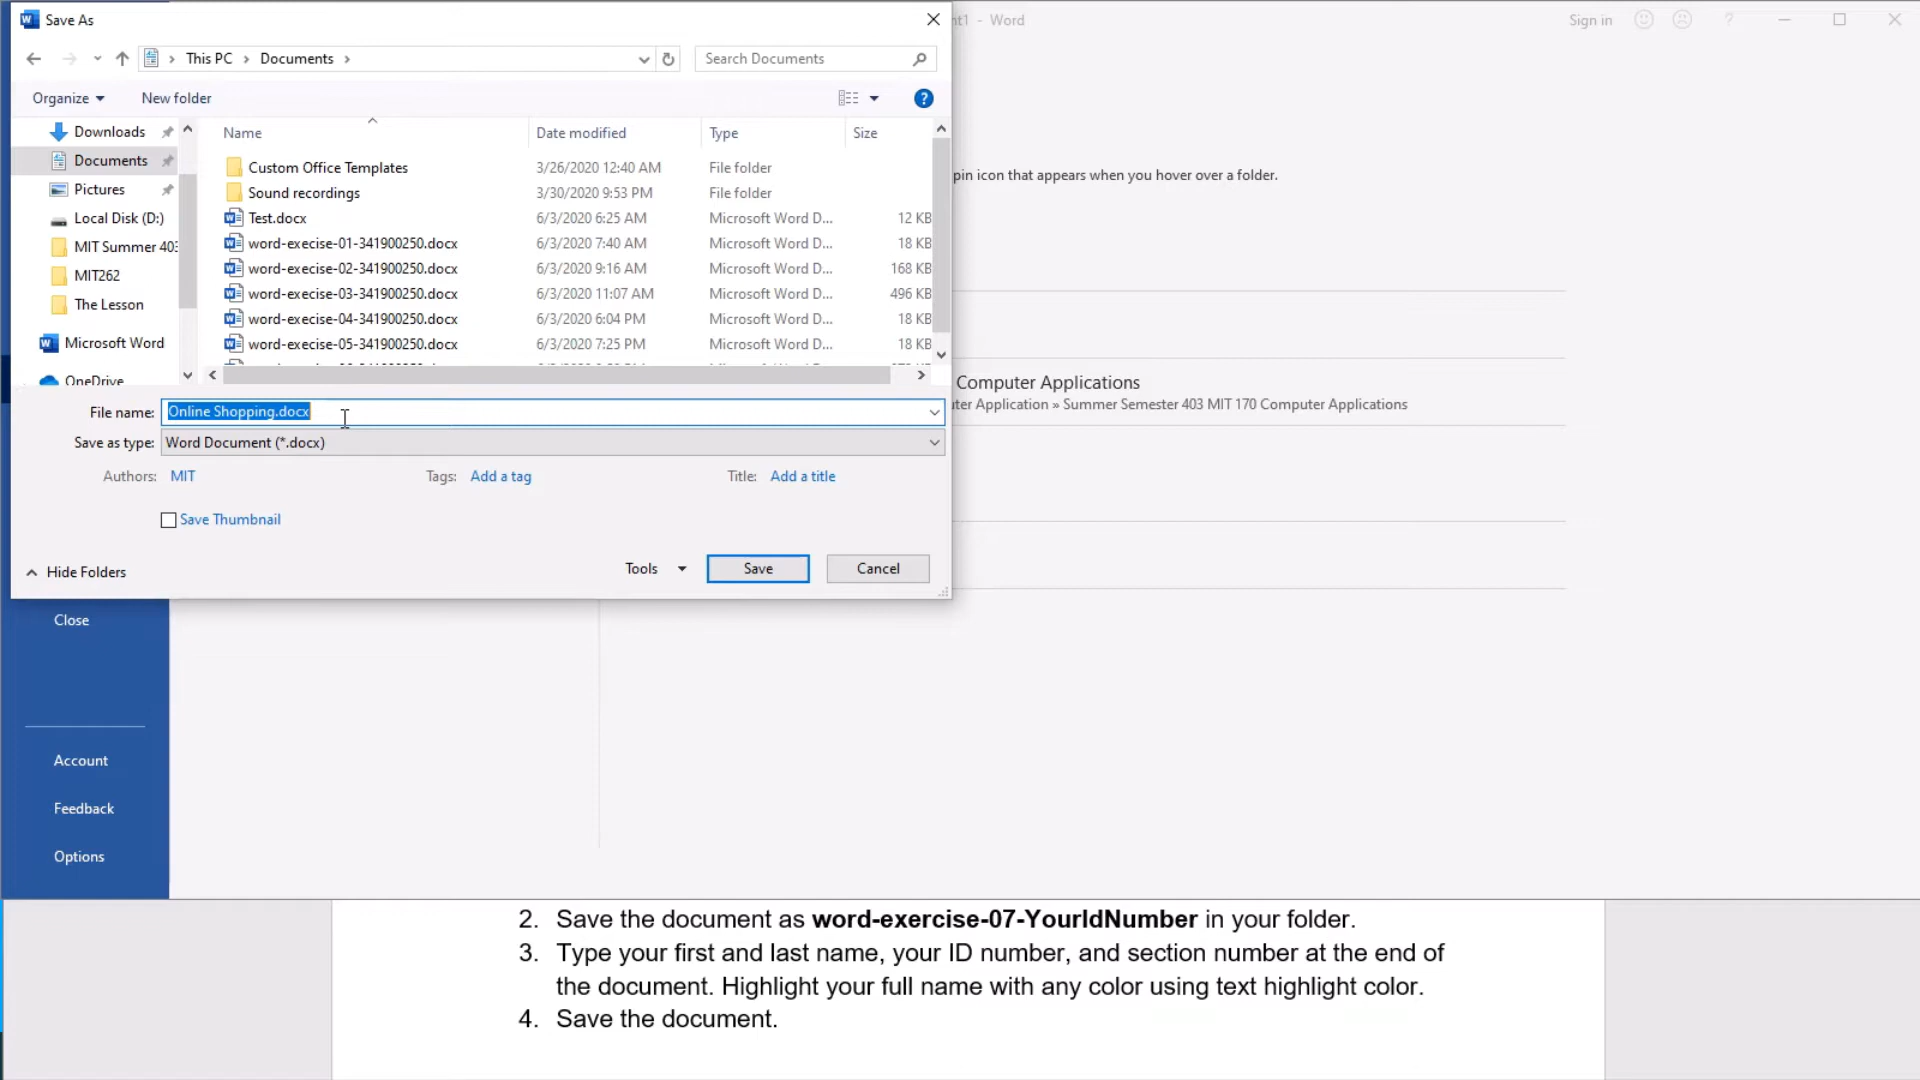 Save As
nt1 - Word
Sign in
This PC
Documents
Search Documents
Organize
New folder
Name
Date modified
Type
Size
Downloads
Documents
Pictures
Local Disk (D:)
MIT Summer 403
MIT262
The Lesson
Microsoft Word
OneDrive
Custom Office Templates 3/26/2020 12:40 AM File folder
Sound recordings 3/30/2020 9:53 PM File folder
Test.docx 6/3/2020 6:25 AM Microsoft Word D... 12 KB
word-execise-01-341900250.docx 6/3/2020 7:40 AM Microsoft Word D... 18 KB
word-execise-02-341900250.docx 6/3/2020 9:16 AM Microsoft Word D... 168 KB
word-execise-03-341900250.docx 6/3/2020 11:07 AM Microsoft Word D... 496 KB
word-execise-04-341900250.docx 6/3/2020 6:04 PM Microsoft Word D... 18 KB
word-execise-05-341900250.docx 6/3/2020 7:25 PM Microsoft Word D... 18 KB
pin icon that appears when you hover over a folder.
Computer Applications
ter Application » Summer Semester 403 MIT 170 Computer Applications
File name: Online Shopping.docx
Save as type: Word Document (*.docx)
Authors: MIT Tags: Add a tag Title: Add a title
Save Thumbnail
Hide Folders
Tools
Save
Cancel
Close
Account
Feedback
Options
2. Save the document as word-exercise-07-YourIdNumber in your folder.
3. Type your first and last name, your ID number, and section number at the end of
the document. Highlight your full name with any color using text highlight color.
4. Save the document.